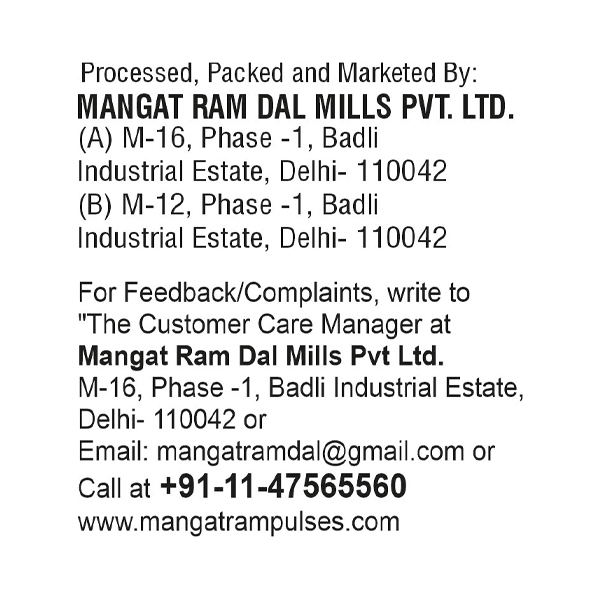 Processed, Packed and Marketed By:
MANGAT RAM DAL MILLS PVT. LTD.
(A) M-16, Phase -1, Badli
Industrial Estate, Delhi- 110042
(B) M-12, Phase -1, Badli
Industrial Estate, Delhi- 110042
For Feedback/Complaints, write to
"The Customer Care Manager at
Mangat Ram Dal Mills Pvt Ltd.
M-16, Phase -1, Badli Industrial Estate,
Delhi- 110042 or
Email: mangatramdal@gmail.com or
Call at +91-11-47565560
www.mangatrampulses.com